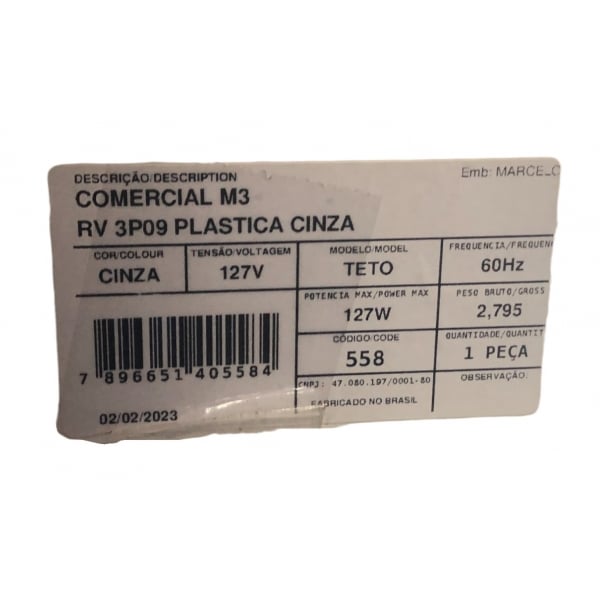 DESCRIÇÃO/DESCRIPTION
Emb: MARCELO
COMERCIAL M3
RV 3P09 PLASTICA CINZA
COR/COLOUR
CINZA
TENSÃO/VOLTAGEM
127V
MODELO/MODEL
TETO
FREQUENCIA/FREQUEN
60Hz
POTENCIA MAX/POWER MAX
127W
PESO BRUTO/GROSS
2,795
CÓDIGO/CODE
558
QUANTIDADE/QUANTIT
1 PEÇA
7 896651 405584
CNPJ: 47.080.197/0001-80
OBSERVAÇÃO:
02/02/2023
FABRICADO NO BRASIL